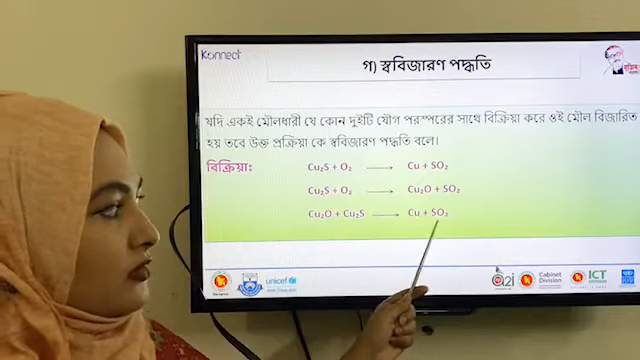 Konnect
গ) স্ববিজারণ পদ্ধতি
যদি একই মৌলধারী যে কোন দুইটি যৌগ পরস্পরের সাথে বিক্রিয়া করে ওই মৌল বিজারিত
হয় তবে উক্ত প্রক্রিয়া কে স্ববিজারণ পদ্ধতি বলে।
বিক্রিয়াঃ Cu₂S + O₂ ⟶ Cu + SO₂
Cu₂S + O₂ ⟶ Cu₂O + SO₂
Cu₂O + Cu₂S ⟶ Cu + SO₂
unicef a2i Cabinet Division ICT